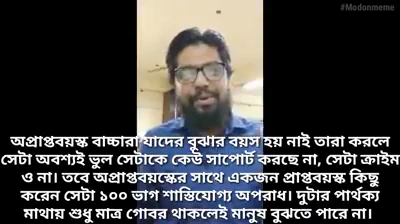 #Modonmeme
অপ্রাপ্তবয়স্ক বাচ্চারা যাদের বুঝার বয়স হয় নাই তারা করলে
সেটা অবশ্যই ভুল সেটাকে কেউ সাপোর্ট করছে না, সেটা ক্রাইম
ও না। তবে অপ্রাপ্তবয়স্কের সাথে একজন প্রাপ্তবয়স্ক কিছু
করেন সেটা ১০০ ভাগ শাস্তিযোগ্য অপরাধ। দুটার পার্থক্য
মাথায় শুধু মাত্র গোবর থাকলেই মানুষ বুঝতে পারে না।